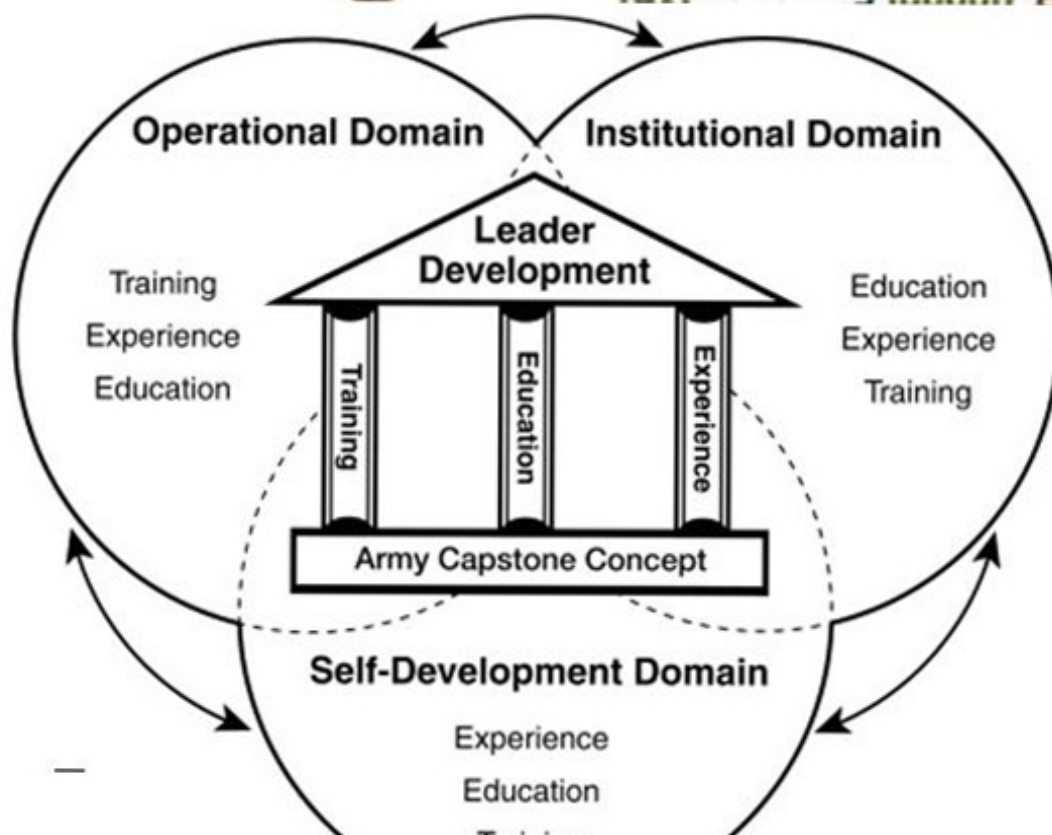 Operational Domain
Institutional Domain
Leader
Development
Training
Experience
Education
Education
Experience
Training
Training
Education
Experience
Army Capstone Concept
Self-Development Domain
Experience
Education